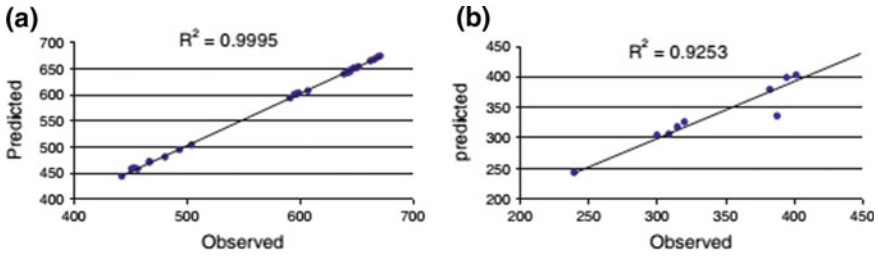 (a)
R² = 0.9995
Predicted
700
650
600
550
500
450
400
400 500 600 700
Observed
(b)
R² = 0.9253
predicted
450
400
350
300
250
200
200 250 300 350 400 450
Observed